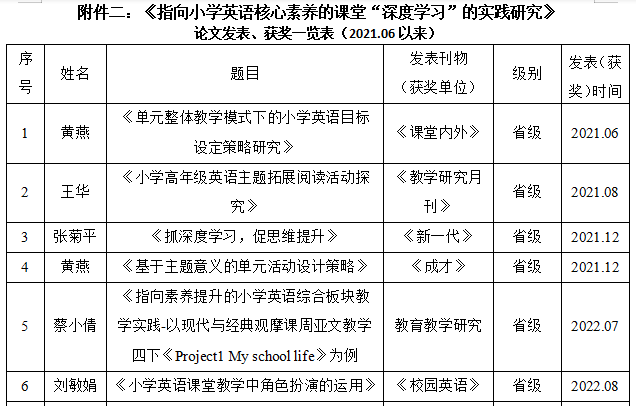 附件二：《指向小学英语核心素养的课堂“深度学习”的实践研究》
论文发表、获奖一览表（2021.06 以来）
序号 姓名 题目 发表刊物（获奖单位） 级别 发表（获奖）时间
1 黄燕 《单元整体教学模式下的小学英语目标设定策略研究》 《课堂内外》 省级 2021.06
2 王华 《小学高年级英语主题拓展阅读活动探究》 《教学研究月刊》 省级 2021.08
3 张菊平 《抓深度学习，促思维提升》 《新一代》 省级 2021.12
4 黄燕 《基于主题意义的单元活动设计策略》 《成才》 省级 2021.12
5 蔡小倩 《指向素养提升的小学英语综合板块教学实践-以现代与经典观摩课周亚文教学四下《Project1 My school life》为例 教育教学研究 省级 2022.07
6 刘敏娟 《小学英语课堂教学中角色扮演的运用》 《校园英语》 省级 2022.08